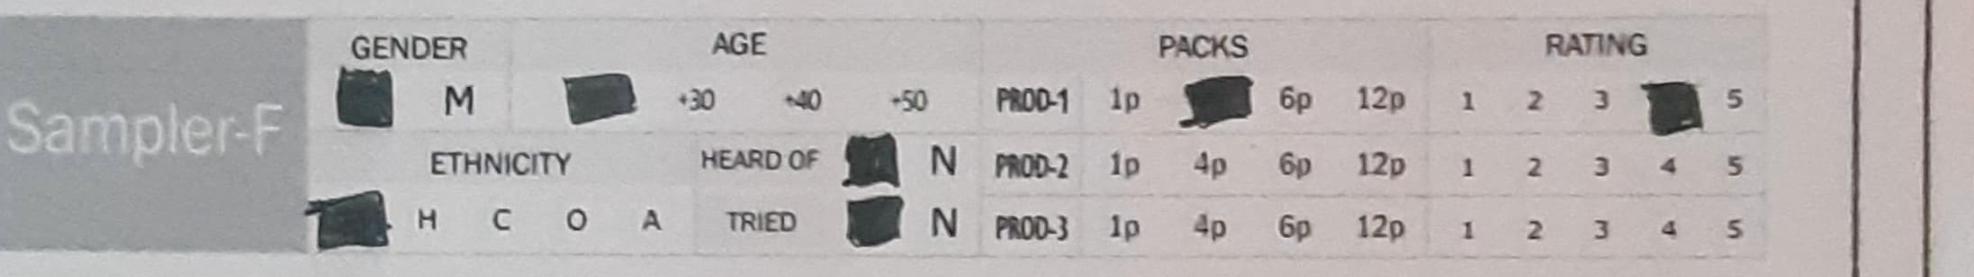 Sampler-F
GENDER AGE PACKS RATING
M +30 +40 +50 PROD-1 1p 6p 12p 1 2 3 5
ETHNICITY HEARD OF N PROD-2 1p 4p 6p 12p 1 2 3 4 5
H C O A TRIED N PROD-3 1p 4p 6p 12p 1 2 3 4 5